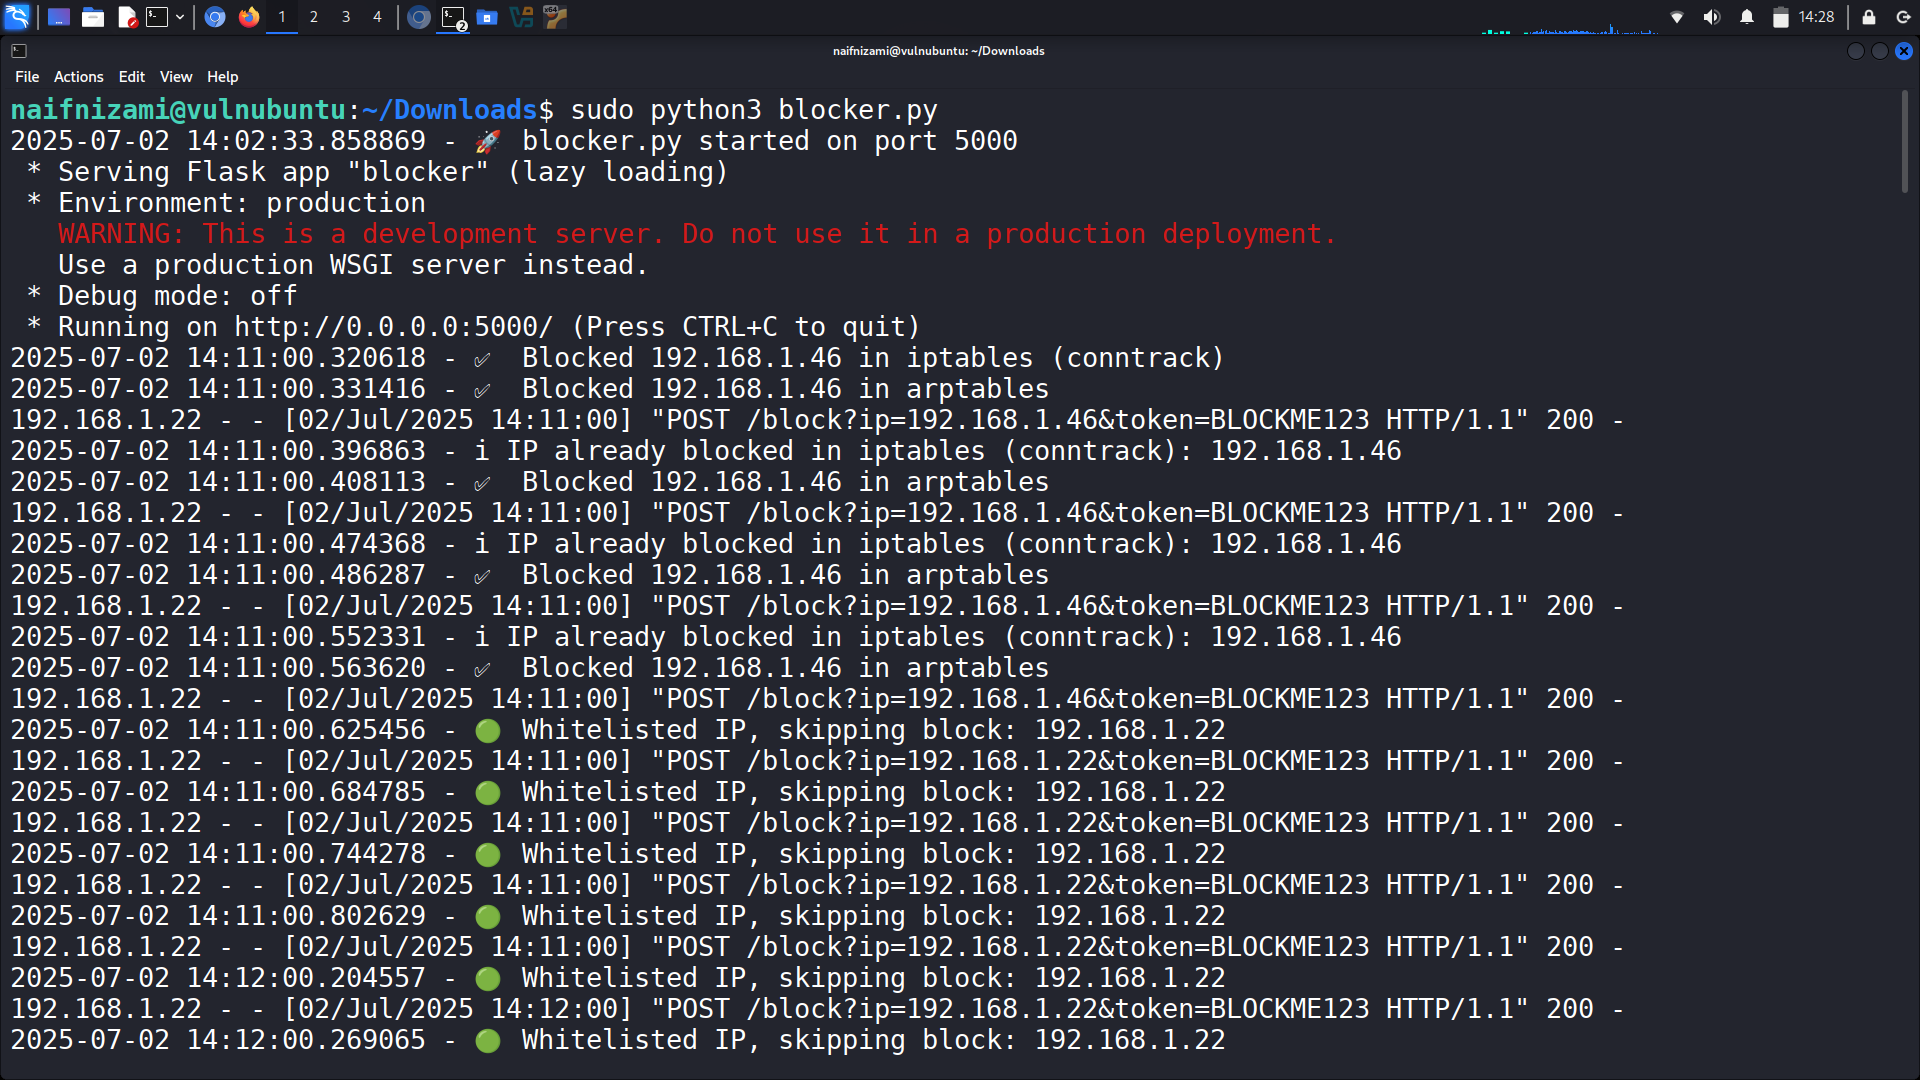 1 2 3 4 2 x64 14:28
naifnizami@vulnubuntu: ~/Downloads
File Actions Edit View Help
naifnizami@vulnubuntu:~/Downloads$ sudo python3 blocker.py
2025-07-02 14:02:33.858869 - 🚀 blocker.py started on port 5000
 * Serving Flask app "blocker" (lazy loading)
 * Environment: production
   WARNING: This is a development server. Do not use it in a production deployment.
   Use a production WSGI server instead.
 * Debug mode: off
 * Running on http://0.0.0.0:5000/ (Press CTRL+C to quit)
2025-07-02 14:11:00.320618 - ✅ Blocked 192.168.1.46 in iptables (conntrack)
2025-07-02 14:11:00.331416 - ✅ Blocked 192.168.1.46 in arptables
192.168.1.22 - - [02/Jul/2025 14:11:00] "POST /block?ip=192.168.1.46&token=BLOCKME123 HTTP/1.1" 200 -
2025-07-02 14:11:00.396863 - i IP already blocked in iptables (conntrack): 192.168.1.46
2025-07-02 14:11:00.408113 - ✅ Blocked 192.168.1.46 in arptables
192.168.1.22 - - [02/Jul/2025 14:11:00] "POST /block?ip=192.168.1.46&token=BLOCKME123 HTTP/1.1" 200 -
2025-07-02 14:11:00.474368 - i IP already blocked in iptables (conntrack): 192.168.1.46
2025-07-02 14:11:00.486287 - ✅ Blocked 192.168.1.46 in arptables
192.168.1.22 - - [02/Jul/2025 14:11:00] "POST /block?ip=192.168.1.46&token=BLOCKME123 HTTP/1.1" 200 -
2025-07-02 14:11:00.552331 - i IP already blocked in iptables (conntrack): 192.168.1.46
2025-07-02 14:11:00.563620 - ✅ Blocked 192.168.1.46 in arptables
192.168.1.22 - - [02/Jul/2025 14:11:00] "POST /block?ip=192.168.1.46&token=BLOCKME123 HTTP/1.1" 200 -
2025-07-02 14:11:00.625456 - 🟢 Whitelisted IP, skipping block: 192.168.1.22
192.168.1.22 - - [02/Jul/2025 14:11:00] "POST /block?ip=192.168.1.22&token=BLOCKME123 HTTP/1.1" 200 -
2025-07-02 14:11:00.684785 - 🟢 Whitelisted IP, skipping block: 192.168.1.22
192.168.1.22 - - [02/Jul/2025 14:11:00] "POST /block?ip=192.168.1.22&token=BLOCKME123 HTTP/1.1" 200 -
2025-07-02 14:11:00.744278 - 🟢 Whitelisted IP, skipping block: 192.168.1.22
192.168.1.22 - - [02/Jul/2025 14:11:00] "POST /block?ip=192.168.1.22&token=BLOCKME123 HTTP/1.1" 200 -
2025-07-02 14:11:00.802629 - 🟢 Whitelisted IP, skipping block: 192.168.1.22
192.168.1.22 - - [02/Jul/2025 14:11:00] "POST /block?ip=192.168.1.22&token=BLOCKME123 HTTP/1.1" 200 -
2025-07-02 14:12:00.204557 - 🟢 Whitelisted IP, skipping block: 192.168.1.22
192.168.1.22 - - [02/Jul/2025 14:12:00] "POST /block?ip=192.168.1.22&token=BLOCKME123 HTTP/1.1" 200 -
2025-07-02 14:12:00.269065 - 🟢 Whitelisted IP, skipping block: 192.168.1.22